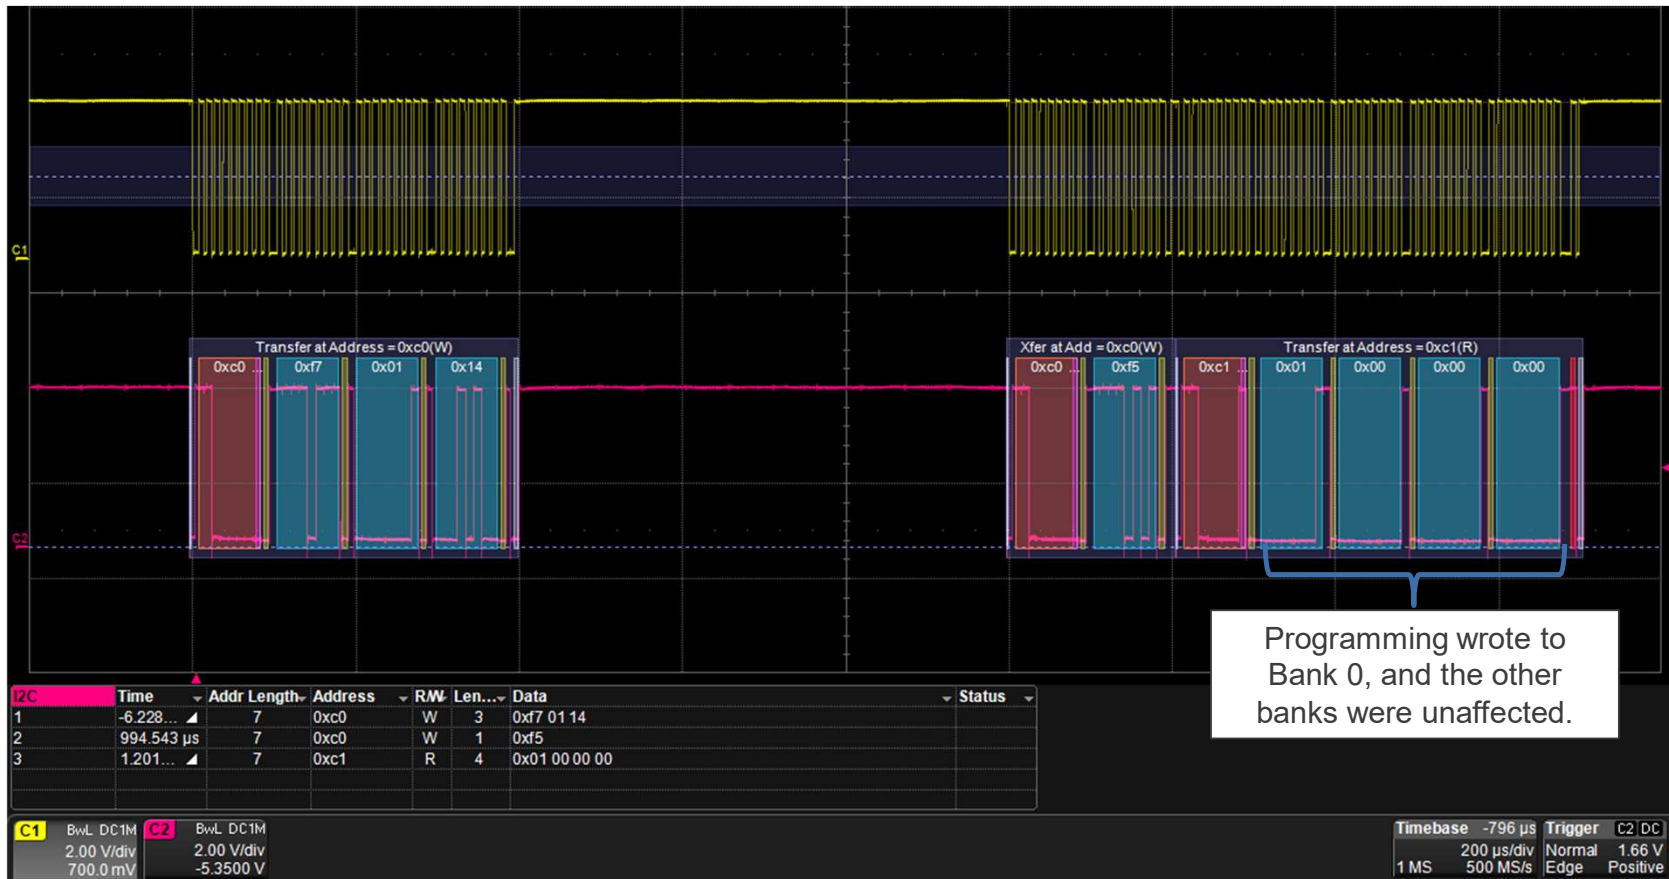 C1
Transfer at Address = 0xc0(W)
0xc0 ...
0xf7
0x01
0x14
Xfer at Add = 0xc0(W)
Transfer at Address = 0xc1(R)
0xc0 ...
0xf5
0xc1 ...
0x01
0x00
0x00
0x00
C2
Programming wrote to
Bank 0, and the other
banks were unaffected.
I2C Time Addr Length Address R/W Len... Data Status
1 -6.228... 7 0xc0 W 3 0xf7 01 14
2 994.543 µs 7 0xc0 W 1 0xf5
3 1.201... 7 0xc1 R 4 0x01 00 00 00
C1 BwL DC1M
2.00 V/div
700.0 mV
C2 BwL DC1M
2.00 V/div
-5.3500 V
Timebase -796 µs
200 µs/div
1 MS 500 MS/s
Trigger C2 DC
Normal 1.66 V
Edge Positive